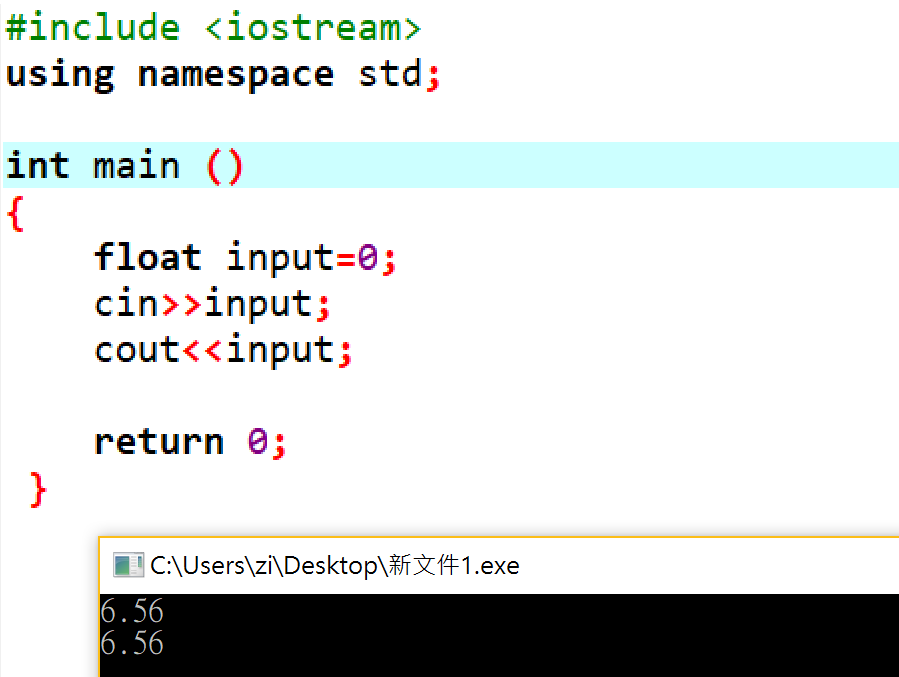 #include <iostream>
using namespace std;
int main ()
{
float input=0;
cin>>input;
cout<<input;
return 0;
}
C:\Users\zi\Desktop\新文件1.exe
6.56
6.56